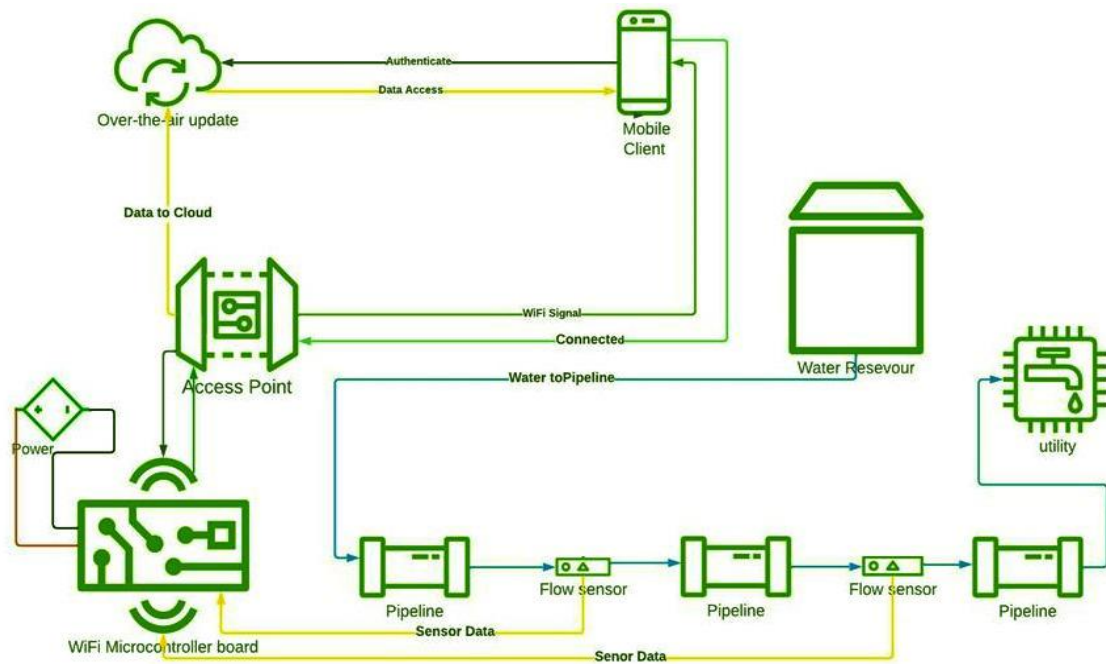 Authenticate
Data Access
Over-the-air update
Mobile
Client
Data to Cloud
WiFi Signal
Connected
Access Point
Water Resevour
Water toPipeline
Power
utility
Pipeline
Flow sensor
Pipeline
Flow sensor
Pipeline
Sensor Data
WiFi Microcontroller board
Senor Data